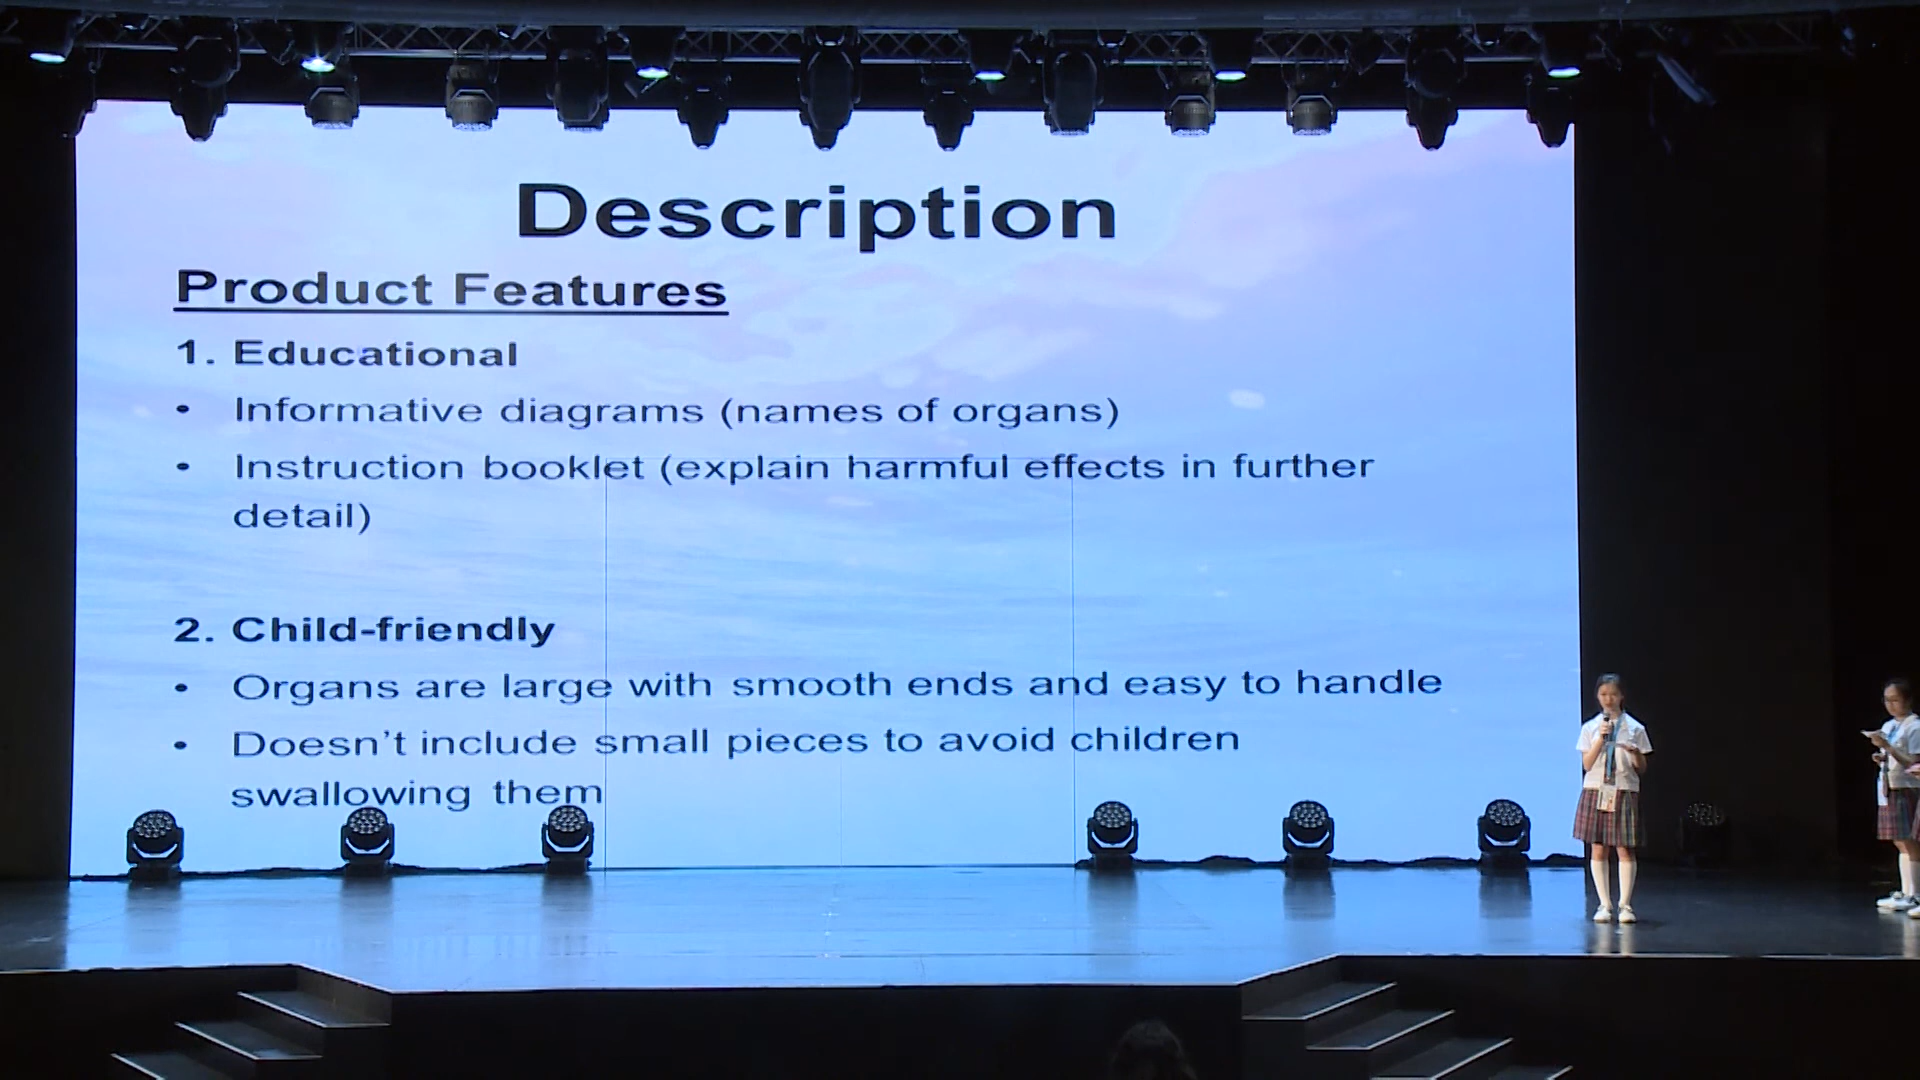 Description
Product Features
1. Educational
• Informative diagrams (names of organs)
• Instruction booklet (explain harmful effects in further
detail)
2. Child-friendly
• Organs are large with smooth ends and easy to handle
• Doesn't include small pieces to avoid children
swallowing them